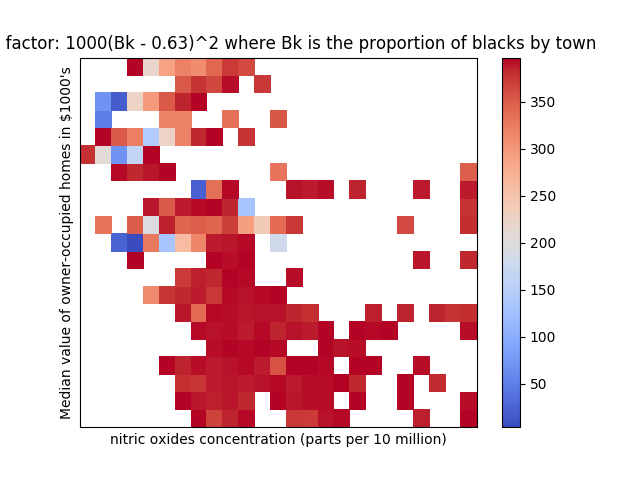 factor: 1000(Bk - 0.63)^2 where Bk is the proportion of blacks by town
Median value of owner-occupied homes in $1000's
nitric oxides concentration (parts per 10 million)
350
300
250
200
150
100
50